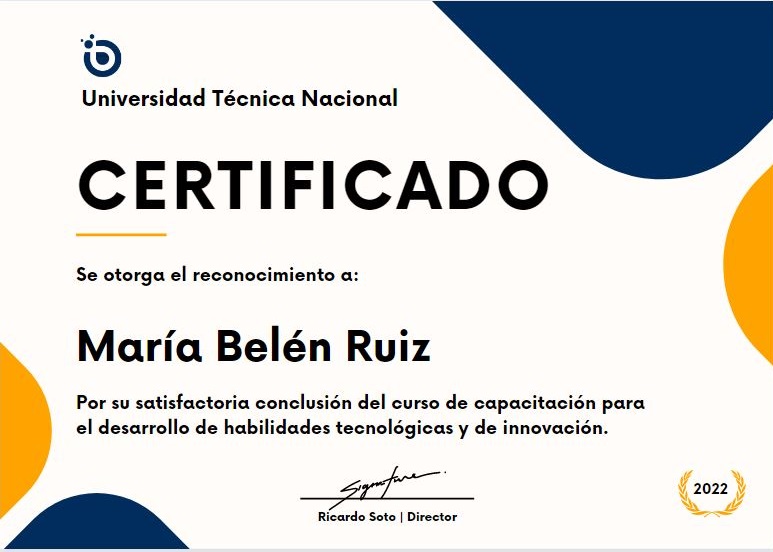 Universidad Técnica Nacional
CERTIFICADO
Se otorga el reconocimiento a:
María Belén Ruiz
Por su satisfactoria conclusión del curso de capacitación para
el desarrollo de habilidades tecnológicas y de innovación.
Signature
Ricardo Soto | Director
2022